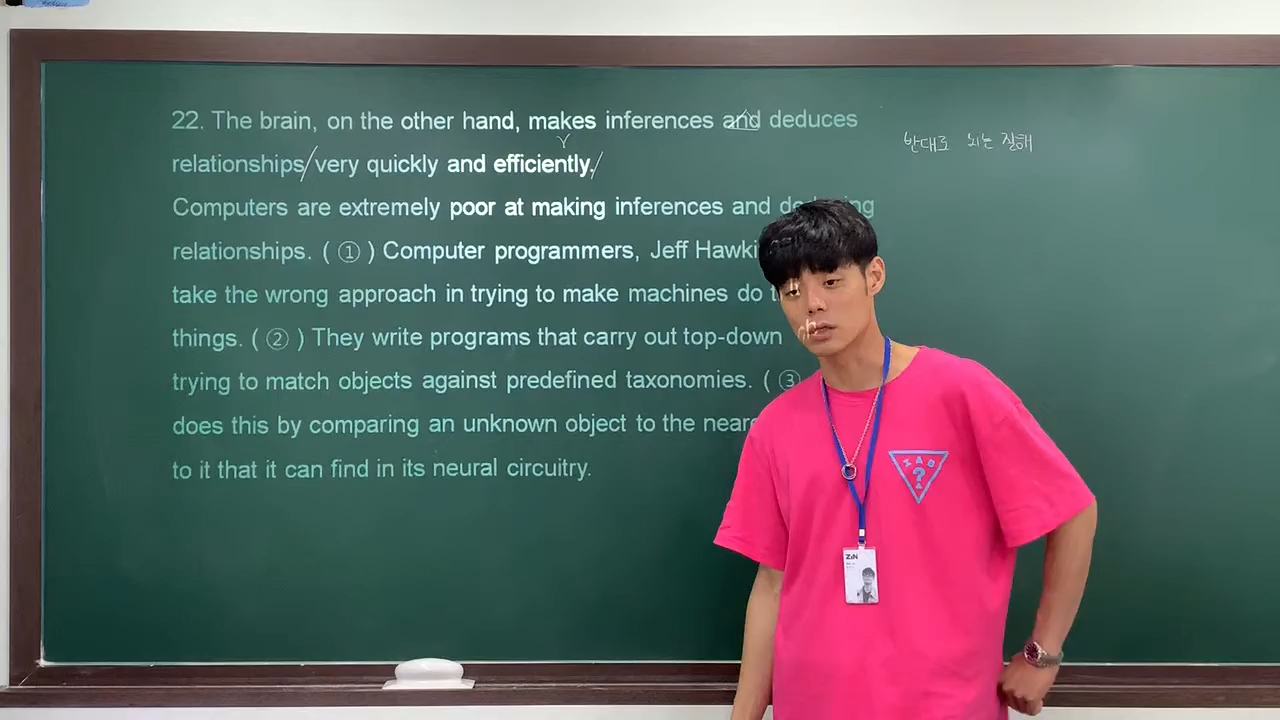 22. The brain, on the other hand, makes inferences and deduces
relationships/very quickly and efficiently./
Computers are extremely poor at making inferences and
relationships. ( ① ) Computer programmers, Jeff
take the wrong approach in trying to make machines do
things. ( ② ) They write programs that carry out top-down
trying to match objects against predefined taxonomies. ( ③
does this by comparing an unknown object to the
to it that it can find in its neural circuitry.
반대로 뇌는 잘해
ZIN